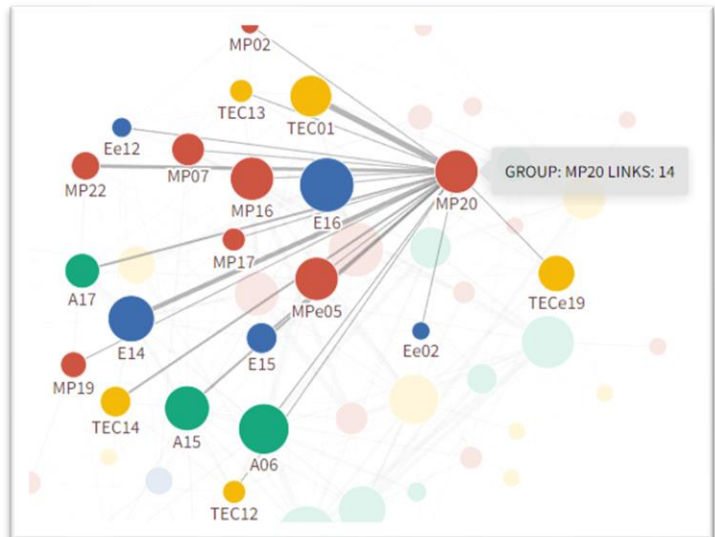 MP02
TEC13
TEC01
Ee12
MP07
MP22
MP16
E16
MP20
GROUP: MP20 LINKS: 14
MP17
A17
MPe05
TECe19
E14
E15
Ee02
MP19
TEC14
A15
A06
TEC12